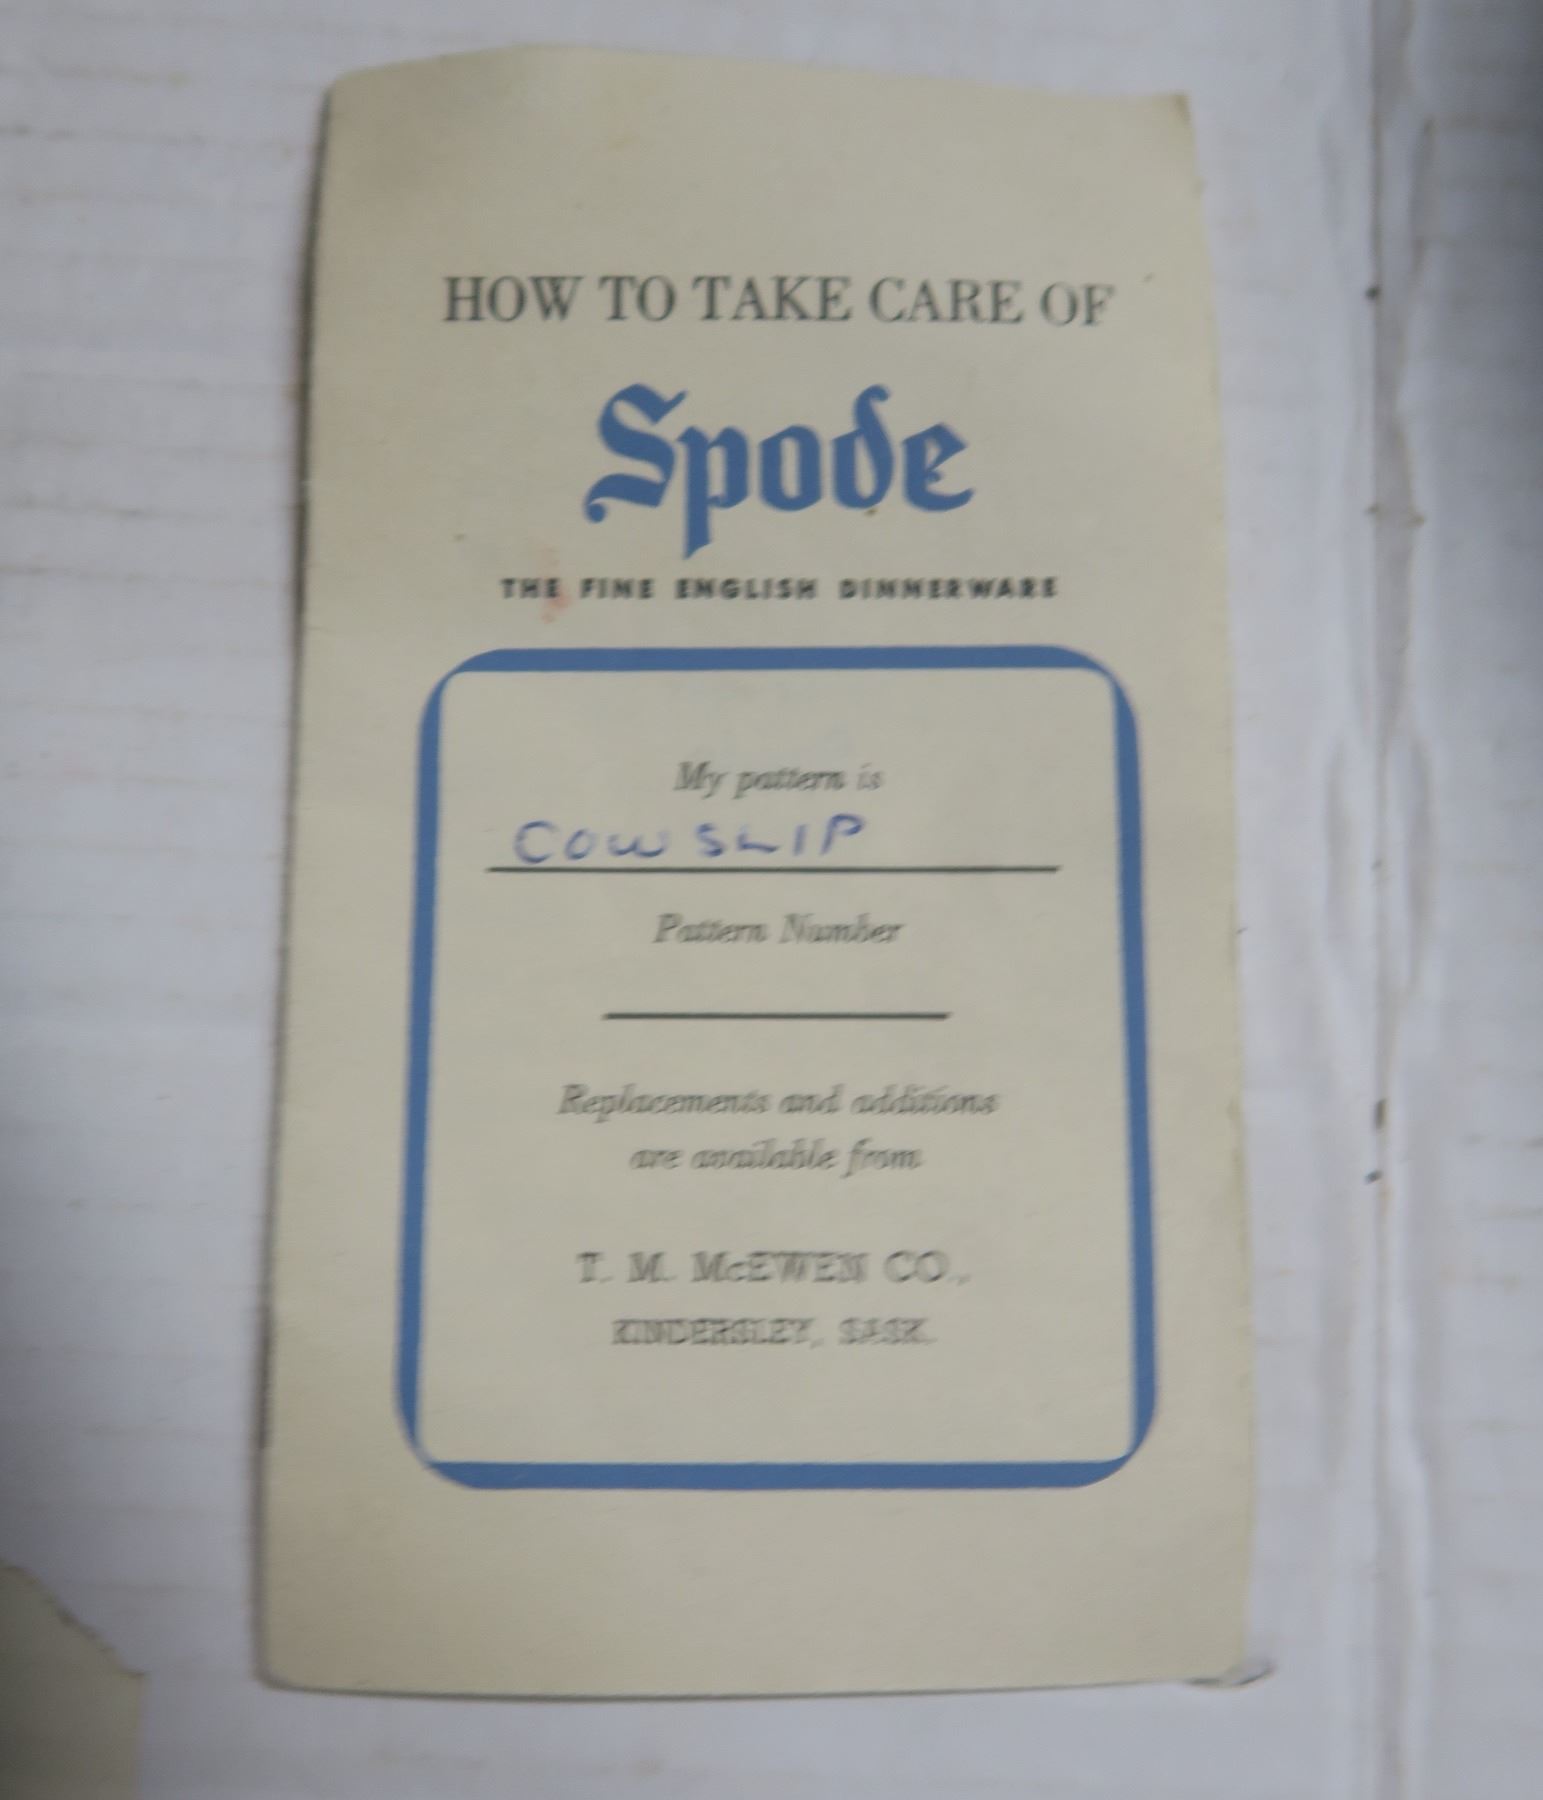 HOW TO TAKE CARE OF
Spode
THE FINE ENGLISH DINNERWARE
My pattern is
COWSLIP
Pattern Number
Replacements and additions
are available from
T. M. McEWEN CO.,
KINDERSLEY, SASK.